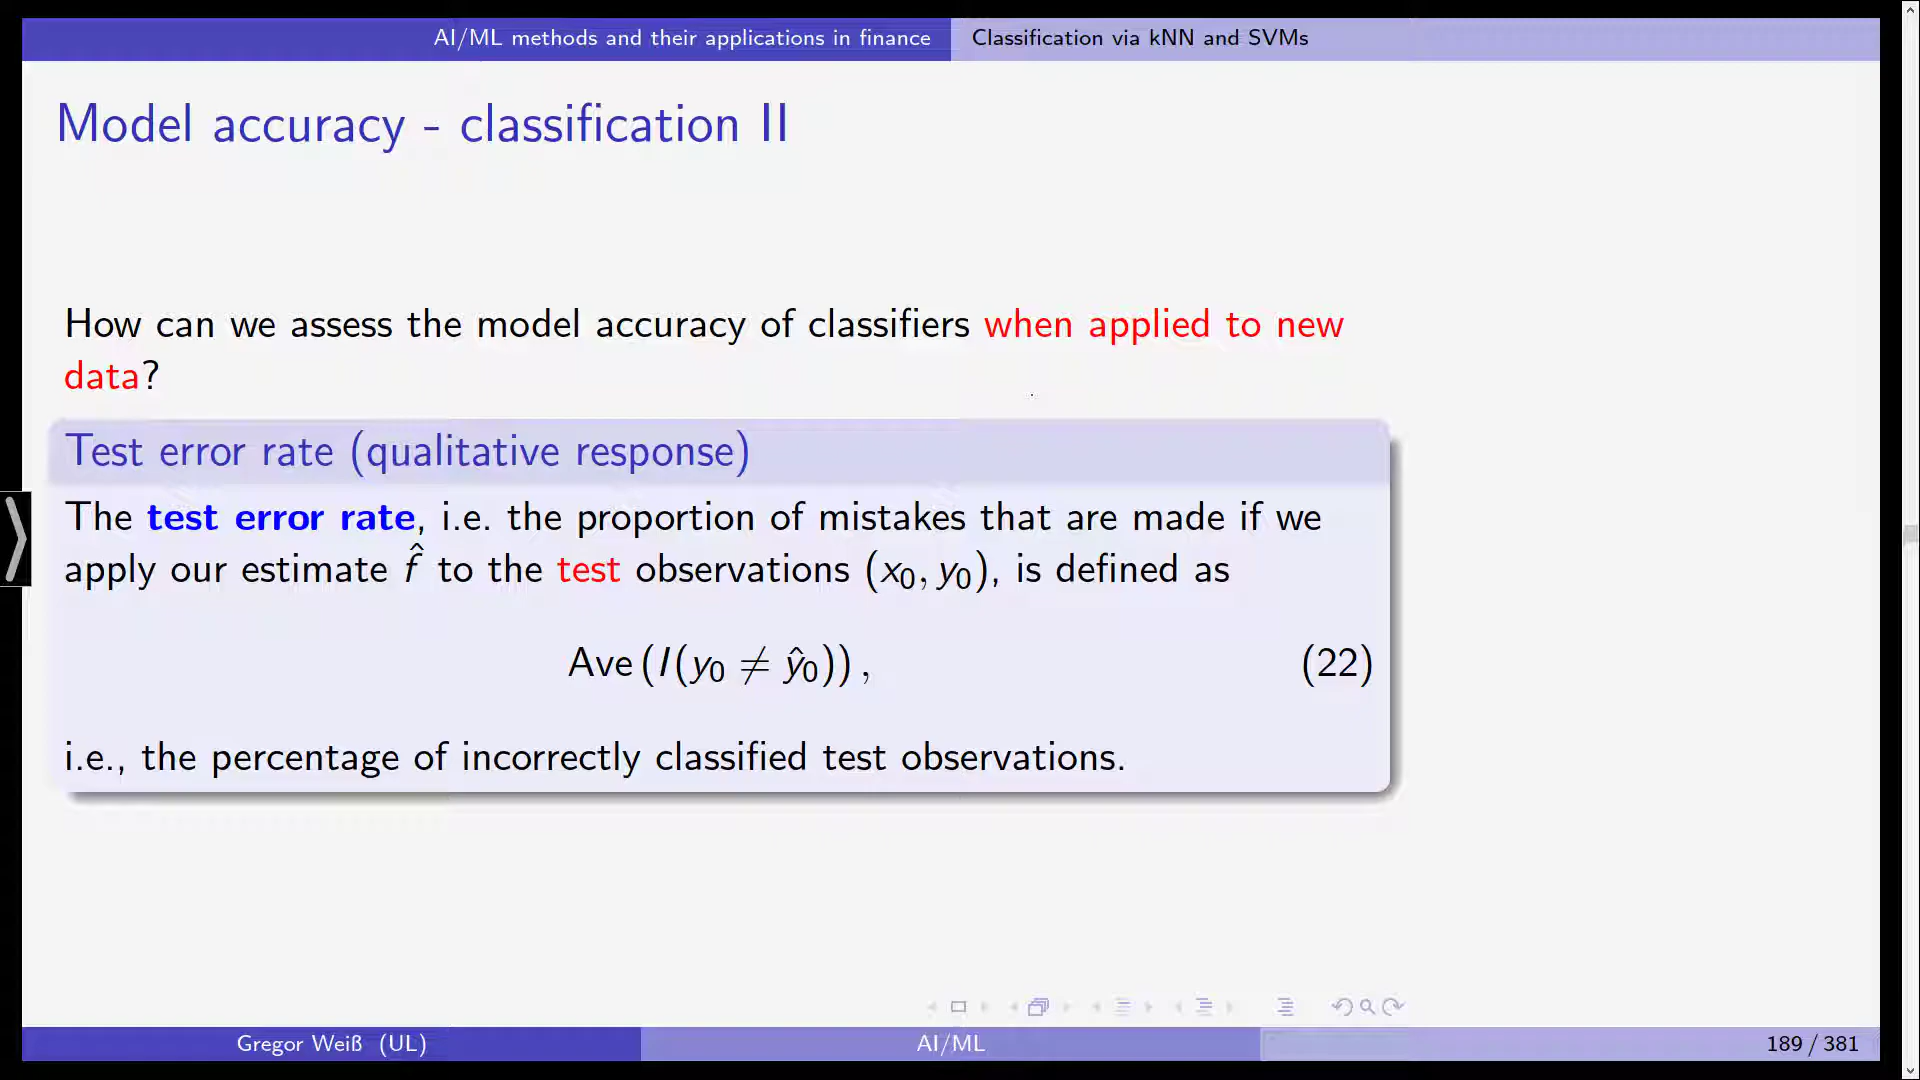 AI/ML methods and their applications in finance Classification via kNN and SVMs
Model accuracy - classification II
How can we assess the model accuracy of classifiers when applied to new
data?
Test error rate (qualitative response)
The test error rate, i.e. the proportion of mistakes that are made if we
apply our estimate f̂ to the test observations (x₀, y₀), is defined as
Ave (I(y₀ ≠ ŷ₀)) , (22)
i.e., the percentage of incorrectly classified test observations.
Gregor Weiß (UL) AI/ML 189 / 381